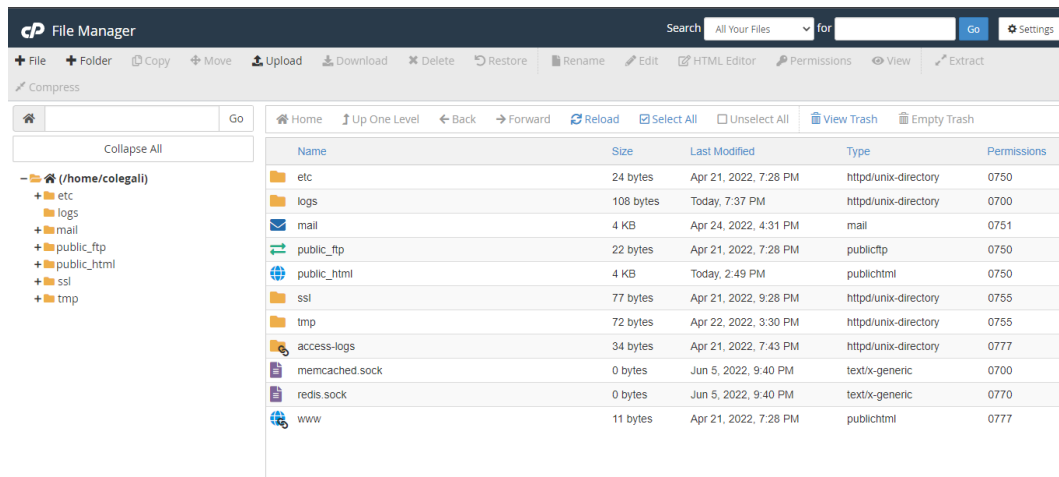 cP File Manager Search All Your Files for Go Settings
+ File + Folder Copy Move Upload Download Delete Restore Rename Edit HTML Editor Permissions View Extract
Compress
Go
Home Up One Level Back Forward Reload Select All Unselect All View Trash Empty Trash
Collapse All
(/home/colegali)
etc
logs
mail
public_ftp
public_html
ssl
tmp
Name Size Last Modified Type Permissions
etc 24 bytes Apr 21, 2022, 7:28 PM httpd/unix-directory 0750
logs 108 bytes Today, 7:37 PM httpd/unix-directory 0700
mail 4 KB Apr 24, 2022, 4:31 PM mail 0751
public_ftp 22 bytes Apr 21, 2022, 7:28 PM publicftp 0750
public_html 4 KB Today, 2:49 PM publichtml 0750
ssl 77 bytes Apr 21, 2022, 9:28 PM httpd/unix-directory 0755
tmp 72 bytes Apr 22, 2022, 3:30 PM httpd/unix-directory 0755
access-logs 34 bytes Apr 21, 2022, 7:43 PM httpd/unix-directory 0777
memcached.sock 0 bytes Jun 5, 2022, 9:40 PM text/x-generic 0700
redis.sock 0 bytes Jun 5, 2022, 9:40 PM text/x-generic 0770
www 11 bytes Apr 21, 2022, 7:28 PM publichtml 0777